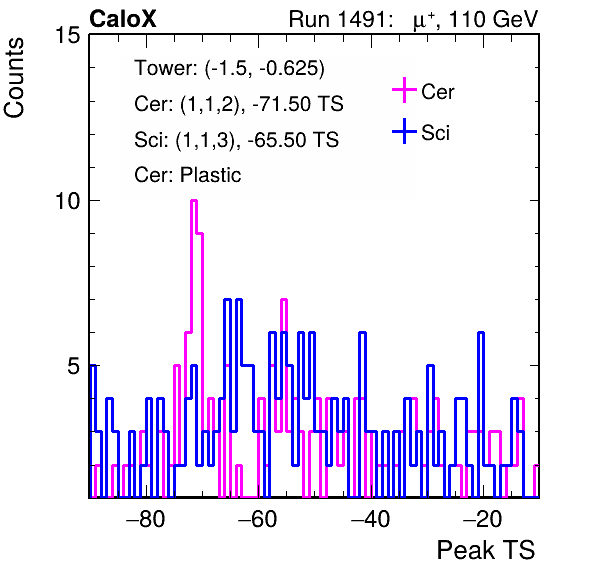 CaloX Run 1491: μ⁺, 110 GeV
Counts
15
Tower: (-1.5, -0.625)
Cer: (1,1,2), -71.50 TS
Sci: (1,1,3), -65.50 TS
Cer: Plastic
Cer
Sci
10
5
−80 −60 −40 −20
Peak TS